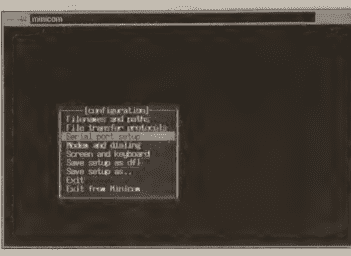 minicom
[configuration]
Filenames and paths
File transfer protocols
Serial port setup
Modem and dialing
Screen and keyboard
Save setup as dfl
Save setup as..
Exit
Exit from Minicom